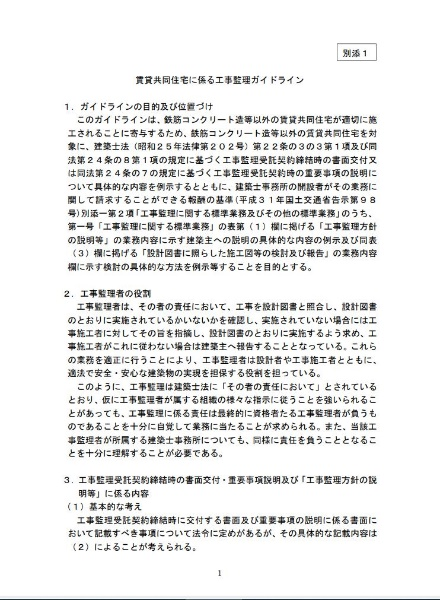 別添１
賃貸共同住宅に係る工事監理ガイドライン
１．ガイドラインの目的及び位置づけ
このガイドラインは、鉄筋コンクリート造等以外の賃貸共同住宅が適切に施
工されることに寄与するため、鉄筋コンクリート造等以外の賃貸共同住宅を対
象に、建築士法（昭和２５年法律第２０２号）第２２条の３の３第１項及び同
法第２４条の８第１項の規定に基づく工事監理受託契約締結時の書面交付又
は同法第２４条の７の規定に基づく工事監理受託契約時の重要事項の説明に
ついて具体的な内容を例示するとともに、建築士事務所の開設者がその業務に
関して請求することができる報酬の基準（平成３１年国土交通省告示第９８
号）別添一第２項「工事監理に関する標準業務及びその他の標準業務」のうち、
第一号「工事監理に関する標準業務」の表第（１）欄に掲げる「工事監理方針
の説明等」の業務内容に示す建築主への説明の具体的な内容の例示及び同表
（３）欄に掲げる「設計図書に照らした施工図等の検討及び報告」の業務内容
欄に示す検討の具体的な方法を例示等することを目的とする。
２．工事監理者の役割
工事監理者は、その者の責任において、工事を設計図書と照合し、設計図書
のとおりに実施されているかいないかを確認し、実施されていない場合には工
事施工者に対してその旨を指摘し、設計図書のとおりに実施するよう求め、工
事施工者がこれに従わない場合は建築主へ報告することとなっている。これら
の業務を適正に行うことにより、工事監理者は設計者や工事施工者とともに、
適法で安全・安心な建築物の実現を担保する役割を担っている。
このように、工事監理は建築士法に「その者の責任において」とされている
とおり、仮に工事監理者が属する組織の様々な指示に従うことを強いられるこ
とがあっても、工事監理に係る責任は最終的に資格者たる工事監理者が負うも
のであることを十分に自覚して業務に当たることが求められる。また、当該工
事監理者が所属する建築士事務所についても、同様に責任を負うこととなるこ
とを十分に理解することが必要である。
３．工事監理受託契約締結時の書面交付・重要事項説明及び「工事監理方針の説
明等」に係る内容
（１）基本的な考え
工事監理受託契約締結時に交付する書面及び重要事項の説明に係る書面に
おいて記載すべき事項について法令に定めがあるが、その具体的な記載内容は
（２）によることが考えられる。
1